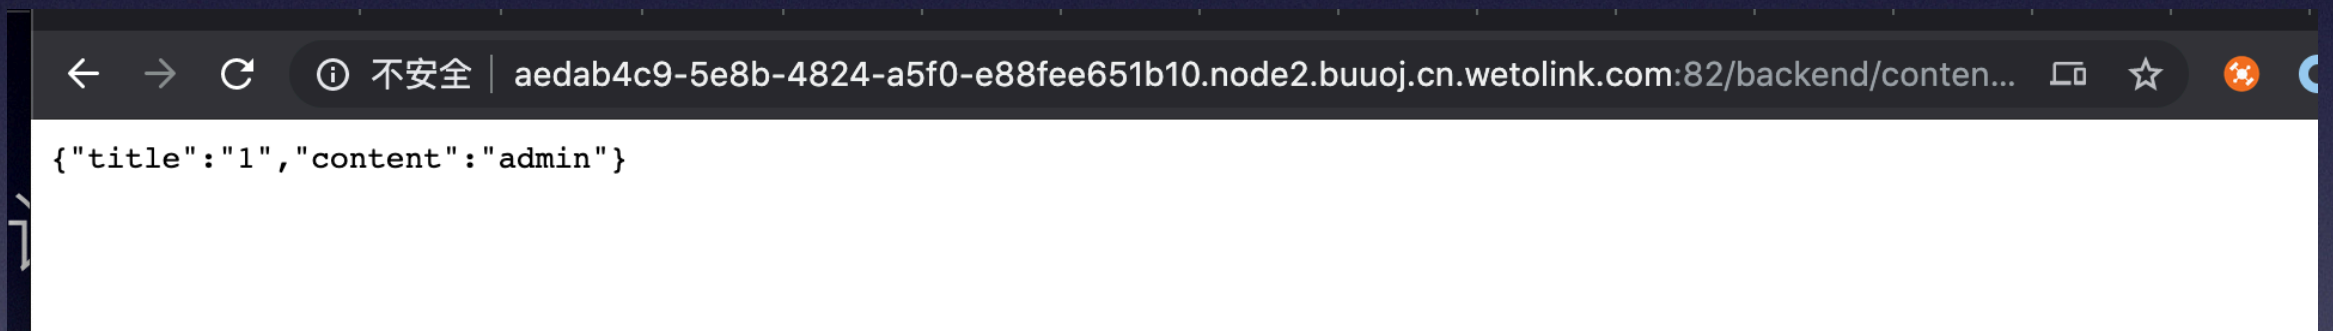 不安全 aedab4c9-5e8b-4824-a5f0-e88fee651b10.node2.buuoj.cn.wetolink.com:82/backend/conten...
{"title":"1","content":"admin"}